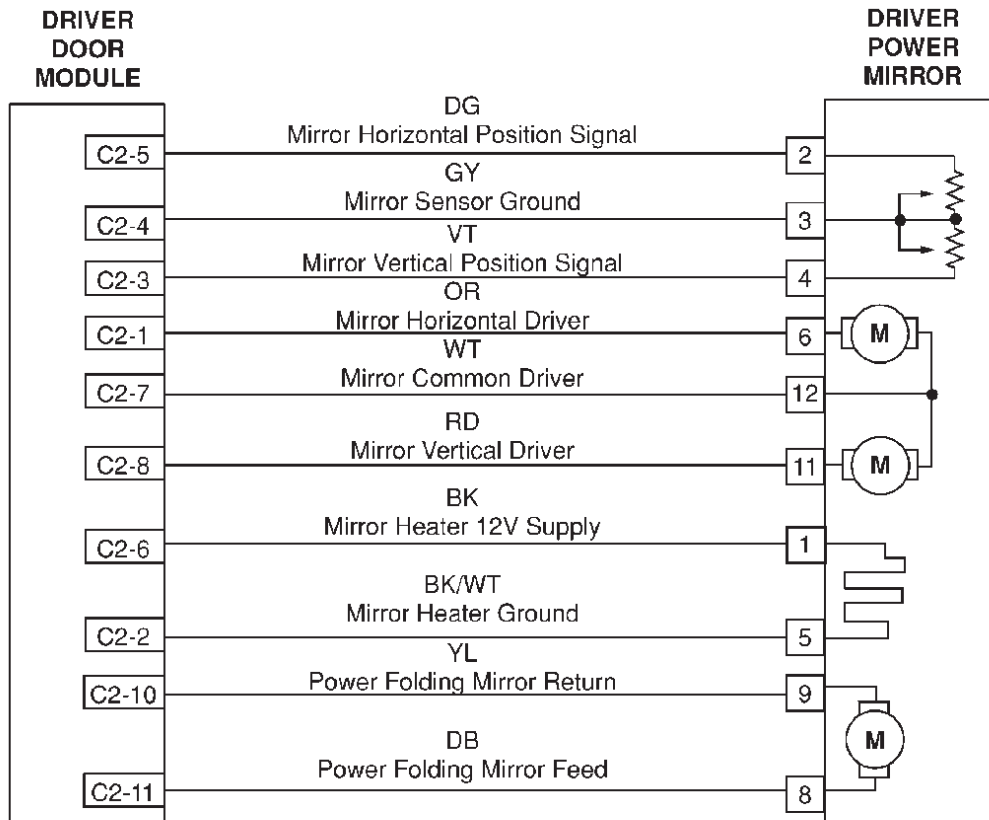 DRIVER
DOOR
MODULE
DRIVER
POWER
MIRROR
DG
C2-5
Mirror Horizontal Position Signal
2
GY
C2-4
Mirror Sensor Ground
3
VT
C2-3
Mirror Vertical Position Signal
4
OR
C2-1
Mirror Horizontal Driver
6
M
WT
C2-7
Mirror Common Driver
12
RD
C2-8
Mirror Vertical Driver
11
M
BK
C2-6
Mirror Heater 12V Supply
1
BK/WT
C2-2
Mirror Heater Ground
5
YL
C2-10
Power Folding Mirror Return
9
M
DB
C2-11
Power Folding Mirror Feed
8